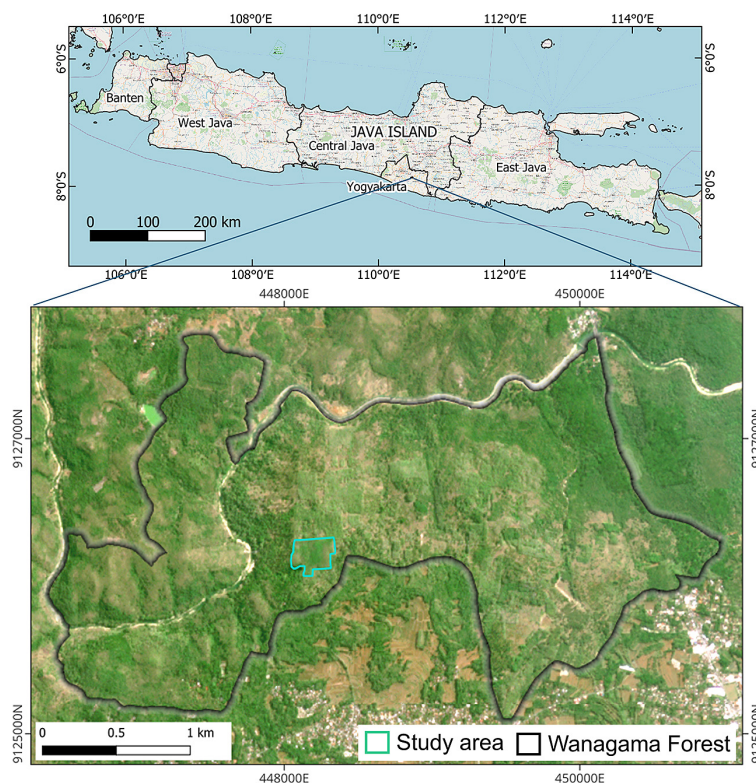 106°0'E 108°0'E 110°0'E 112°0'E 114°0'E
6°0'S 6°0'S
Banten
West Java
JAVA ISLAND
Central Java
East Java
Yogyakarta
8°0'S 8°0'S
0 100 200 km
106°0'E 108°0'E 110°0'E 112°0'E 114°0'E
448000E 450000E
9127000N
0 0.5 1 km
Study area Wanagama Forest
9125000N
448000E 450000E